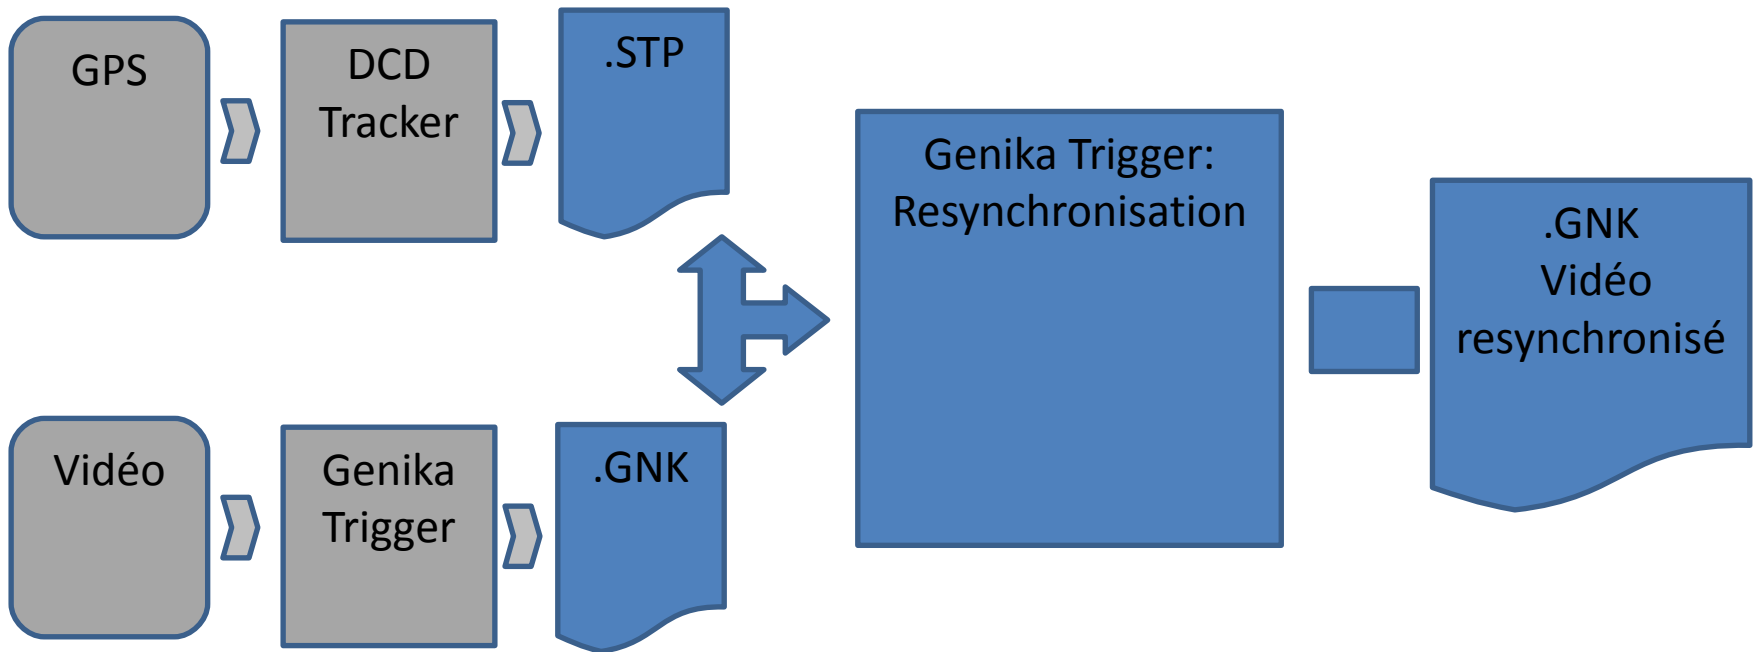 GPS
DCD
Tracker
.STP
Genika Trigger:
Resynchronisation
.GNK
Vidéo
resynchronisé
Vidéo
Genika
Trigger
.GNK